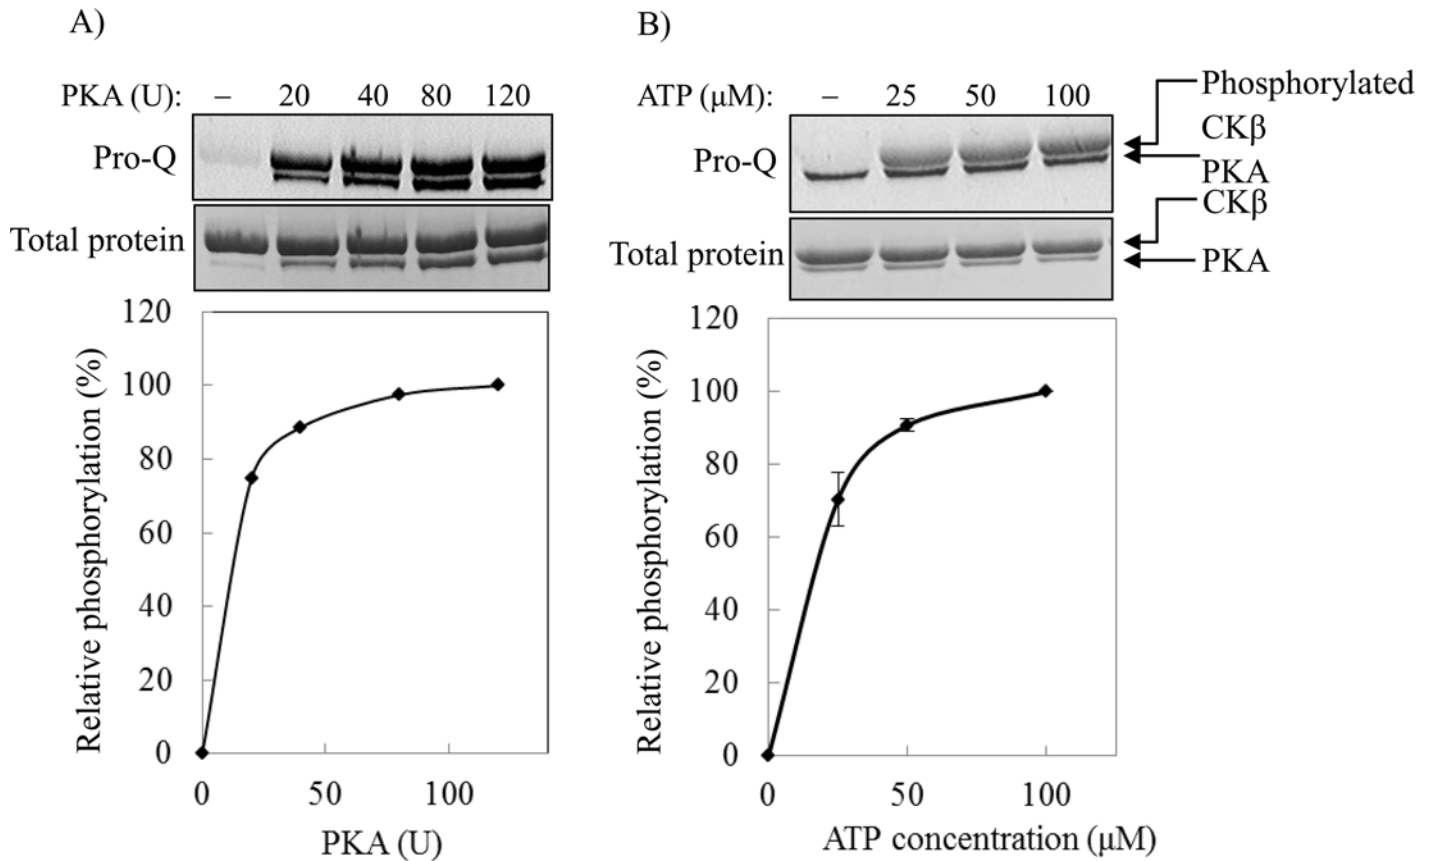 A)
PKA (U): – 20 40 80 120
Pro-Q
Total protein
120
100
80
60
40
20
0
Relative phosphorylation (%)
0 50 100
PKA (U)
B)
ATP (μM): – 25 50 100
Pro-Q
Total protein
Phosphorylated
CKβ
PKA
CKβ
PKA
120
100
80
60
40
20
0
Relative phosphorylation (%)
0 50 100
ATP concentration (μM)